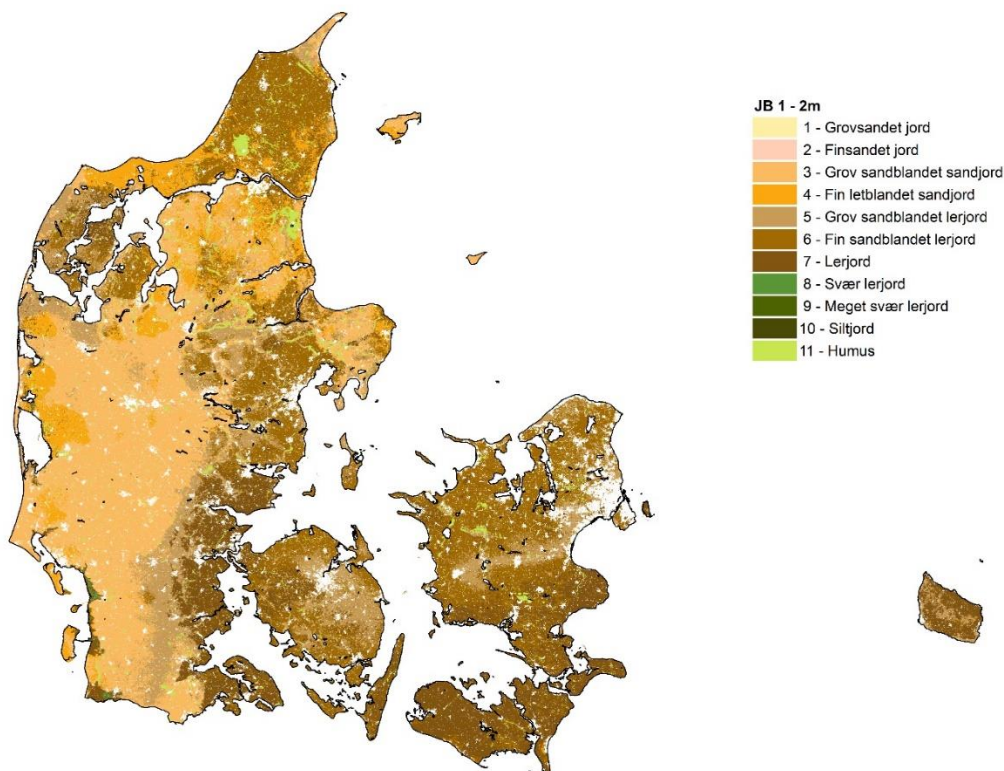 JB 1 - 2m
1 - Grovsandet jord
2 - Finsandet jord
3 - Grov sandblandet sandjord
4 - Fin letblandet sandjord
5 - Grov sandblandet lerjord
6 - Fin sandblandet lerjord
7 - Lerjord
8 - Svær lerjord
9 - Meget svær lerjord
10 - Siltjord
11 - Humus